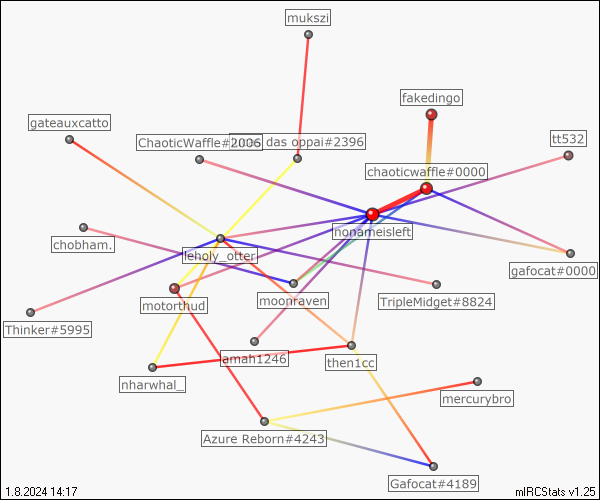 mukszi
fakedingo
gateauxcatto
ChaoticWaffle#2006
das oppai#2396
tt532
chaoticwaffle#0000
nonameisleft
chobham.
leholy_otter
gafocat#0000
motorthud
moonraven
TripleMidget#8824
Thinker#5995
amah1246
then1cc
nharwhal_
mercurybro
Azure Reborn#4243
Gafocat#4189
1.8.2024 14:17
mIRCStats v1.25